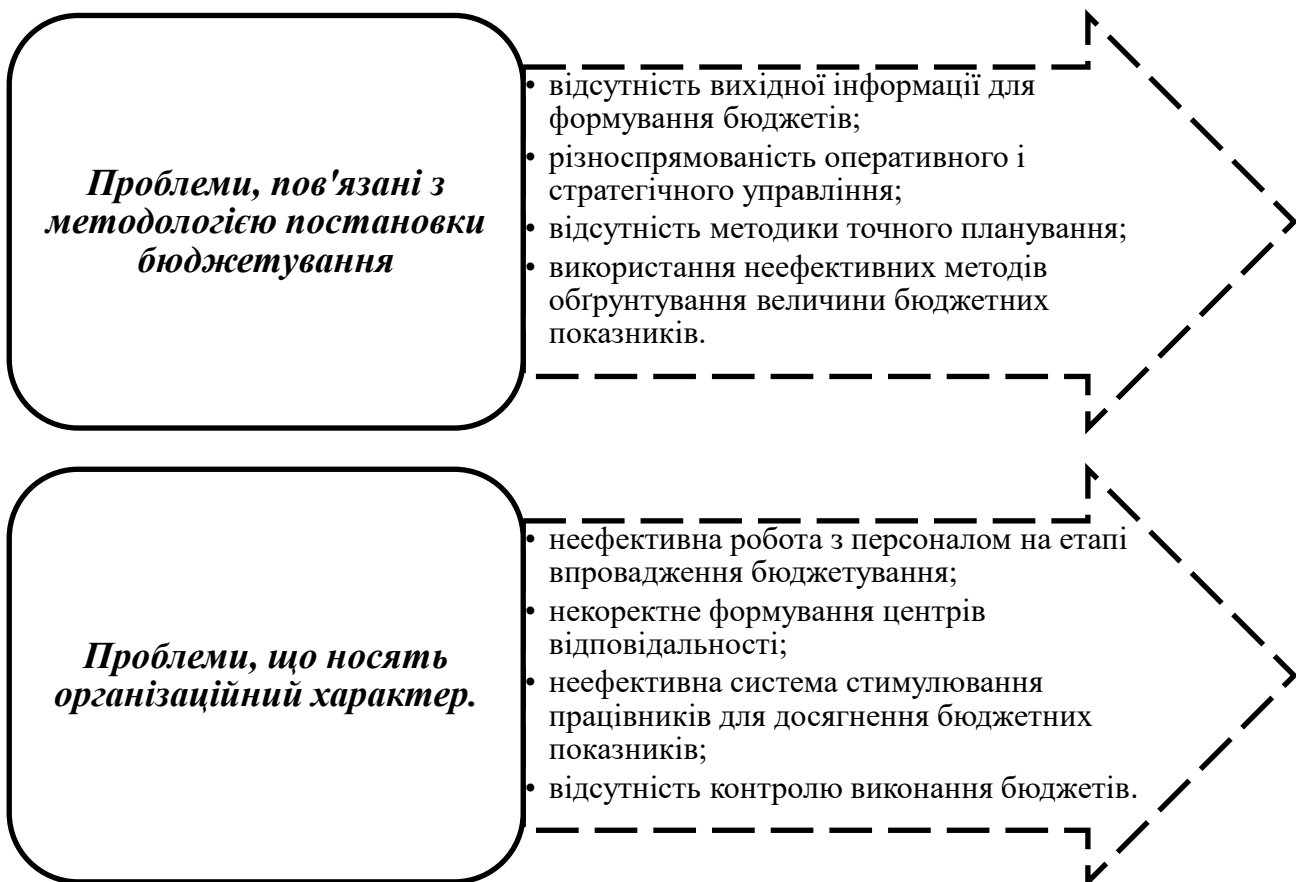 Проблеми, пов'язані з
методологією постановки
бюджетування
• відсутність вихідної інформації для
формування бюджетів;
• різноспрямованість оперативного і
стратегічного управління;
• відсутність методики точного планування;
• використання неефективних методів
обґрунтування величини бюджетних
показників.
Проблеми, що носять
організаційний характер.
• неефективна робота з персоналом на етапі
впровадження бюджетування;
• некоректне формування центрів
відповідальності;
• неефективна система стимулювання
працівників для досягнення бюджетних
показників;
• відсутність контролю виконання бюджетів.